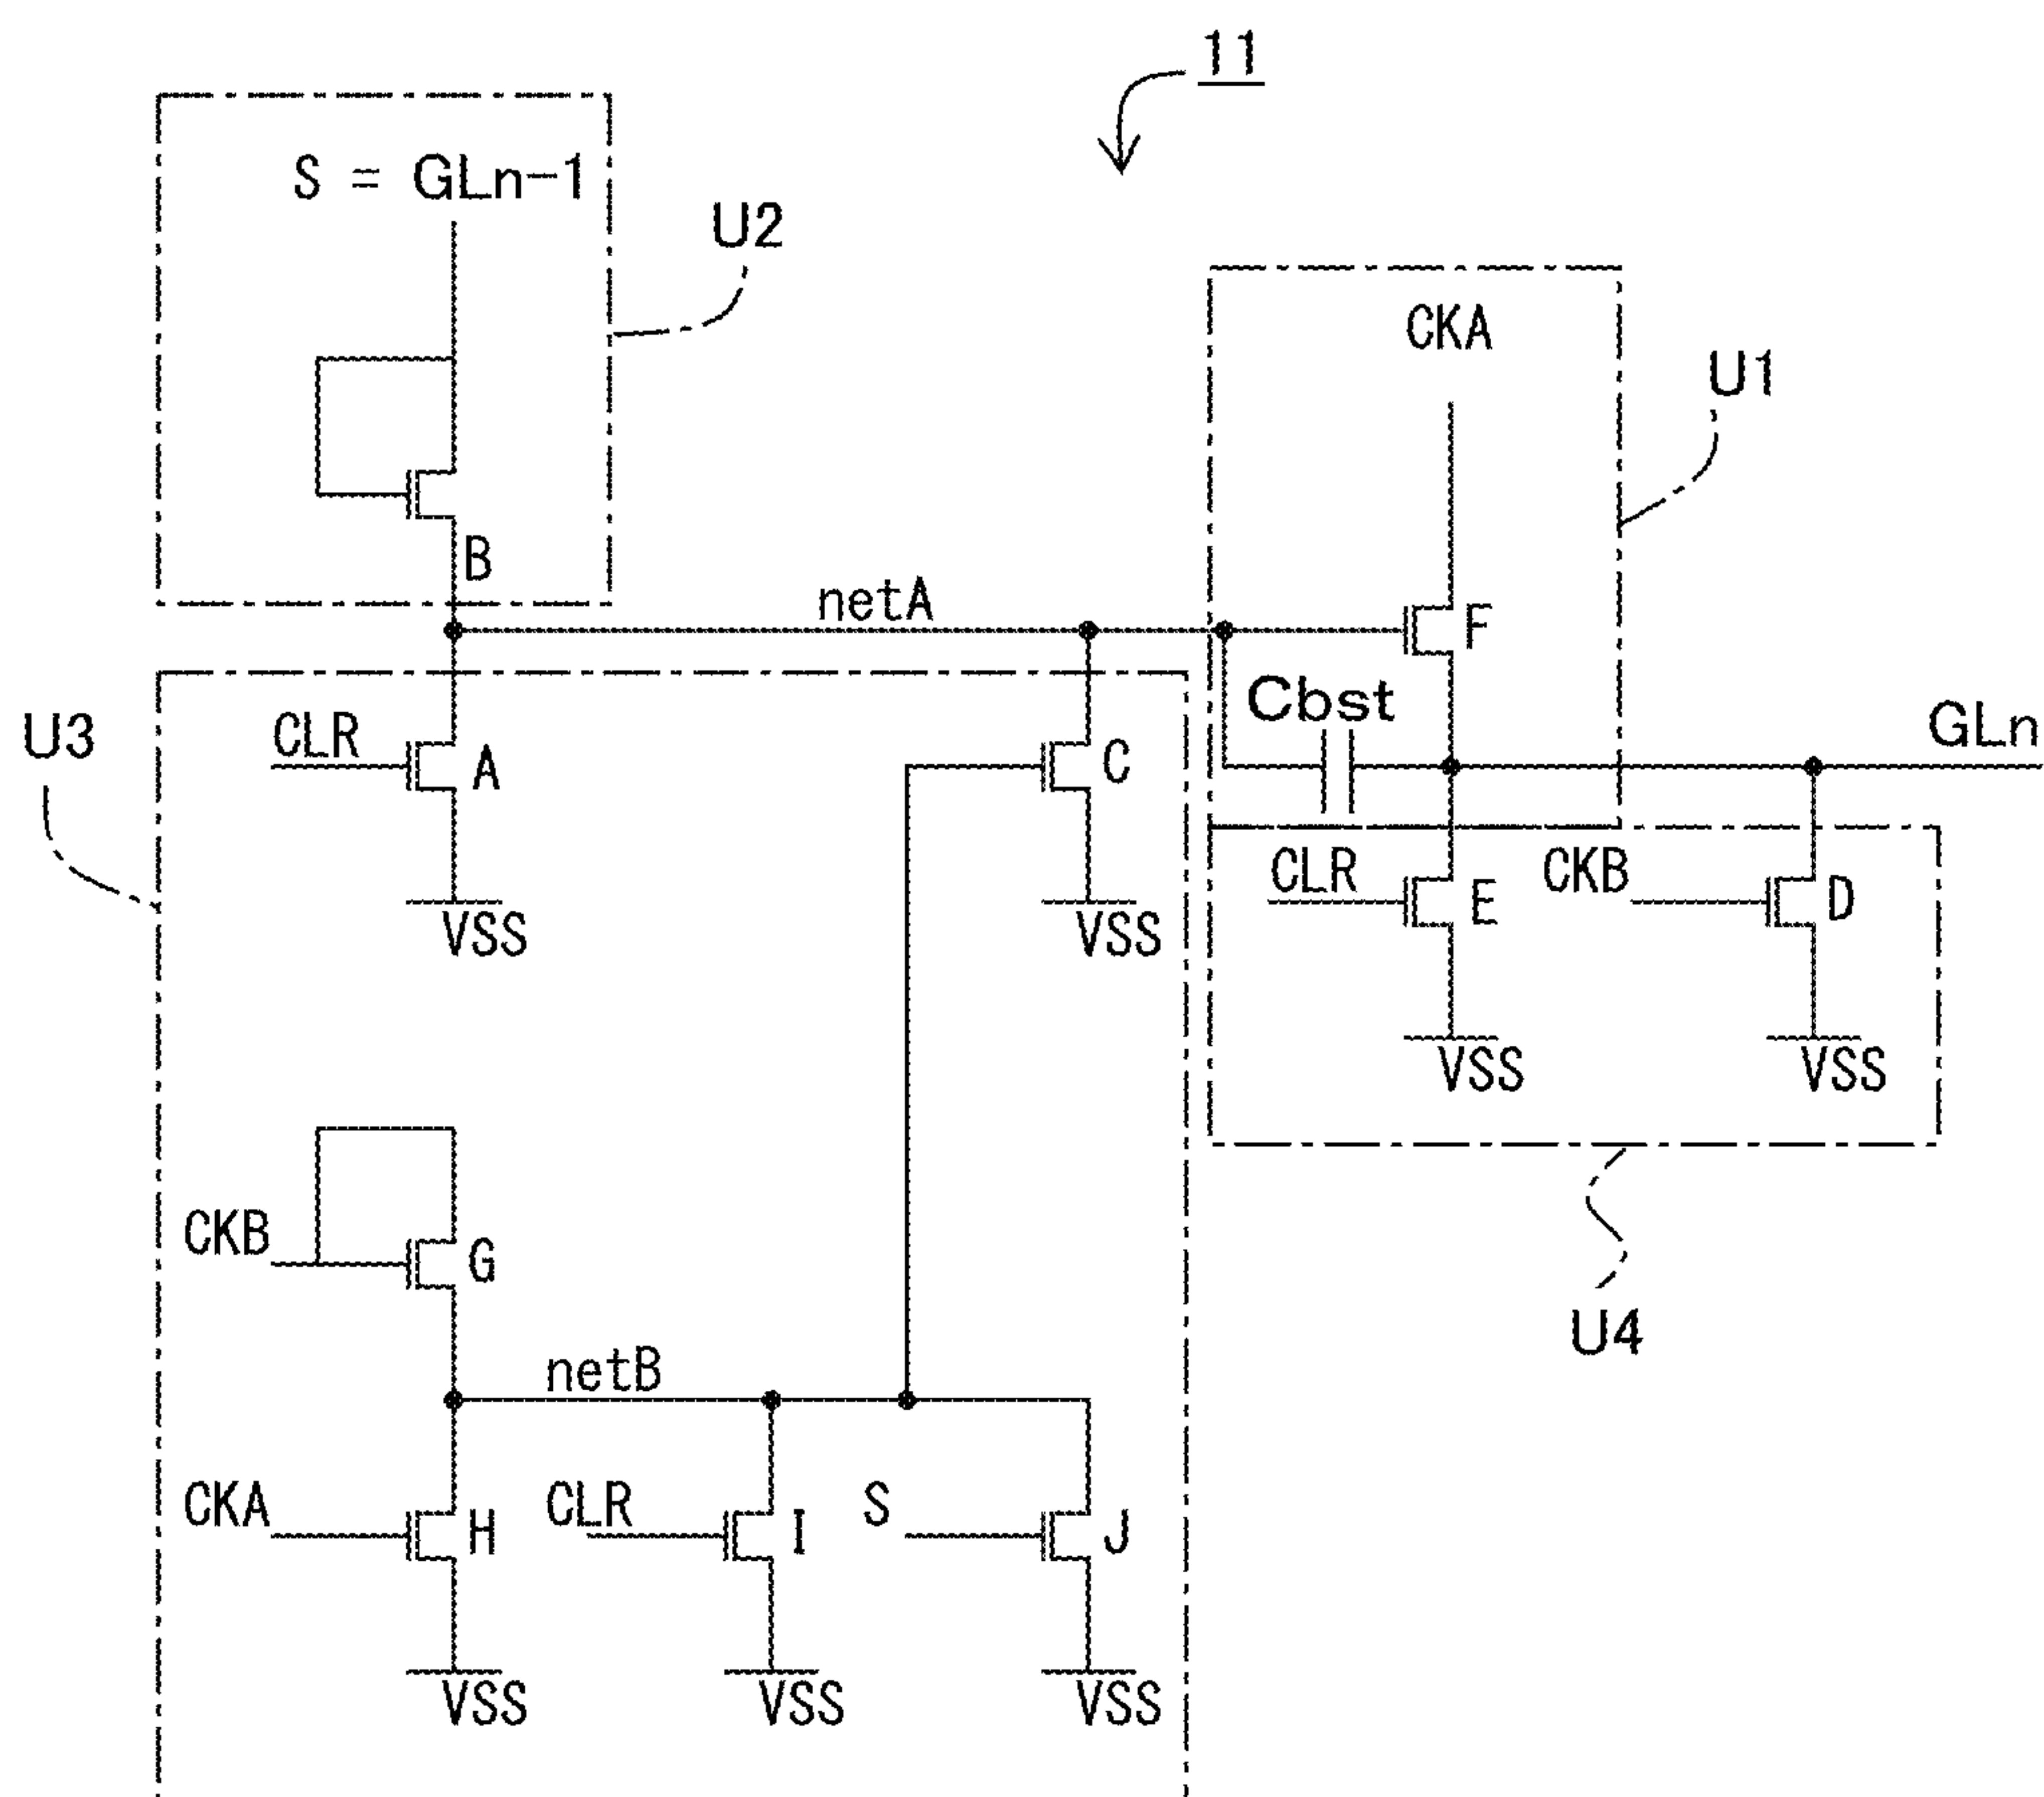 11
S = GLn-1
U2
CKA
U1
B
netA
F
Cbst
GLn
U3
CLR
A
C
CLR
E
CKB
D
VSS
VSS
VSS
VSS
CKB
G
U4
netB
CKA
H
CLR
I
S
J
VSS
VSS
VSS